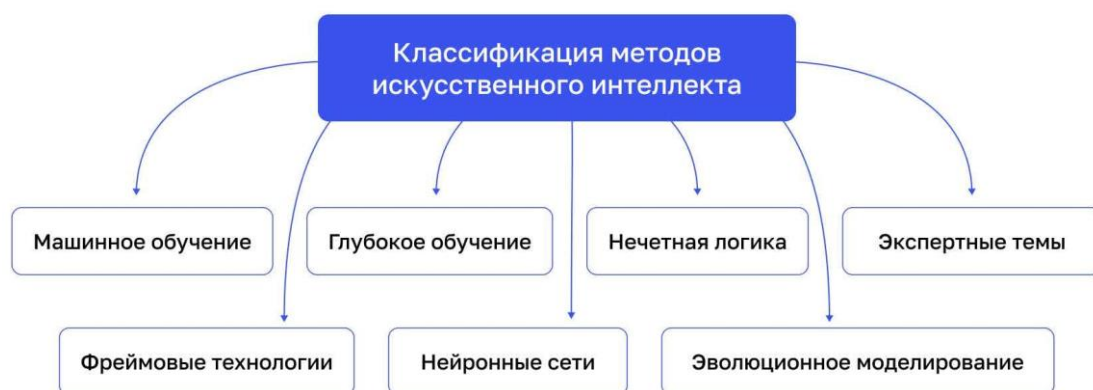 Классификация методов
искусственного интеллекта
Машинное обучение
Глубокое обучение
Нечетная логика
Экспертные темы
Фреймовые технологии
Нейронные сети
Эволюционное моделирование